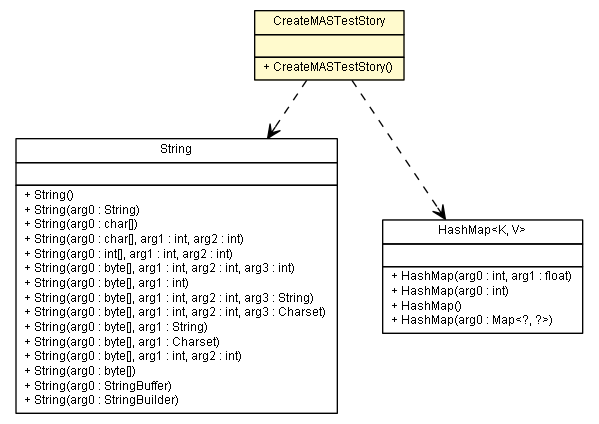 CreateMASTestStory
+ CreateMASTestStory()
String
+ String()
+ String(arg0 : String)
+ String(arg0 : char[])
+ String(arg0 : char[], arg1 : int, arg2 : int)
+ String(arg0 : int[], arg1 : int, arg2 : int)
+ String(arg0 : byte[], arg1 : int, arg2 : int, arg3 : int)
+ String(arg0 : byte[], arg1 : int)
+ String(arg0 : byte[], arg1 : int, arg2 : int, arg3 : String)
+ String(arg0 : byte[], arg1 : int, arg2 : int, arg3 : Charset)
+ String(arg0 : byte[], arg1 : String)
+ String(arg0 : byte[], arg1 : Charset)
+ String(arg0 : byte[], arg1 : int, arg2 : int)
+ String(arg0 : byte[])
+ String(arg0 : StringBuffer)
+ String(arg0 : StringBuilder)
HashMap<K, V>
+ HashMap(arg0 : int, arg1 : float)
+ HashMap(arg0 : int)
+ HashMap()
+ HashMap(arg0 : Map<?, ?>)